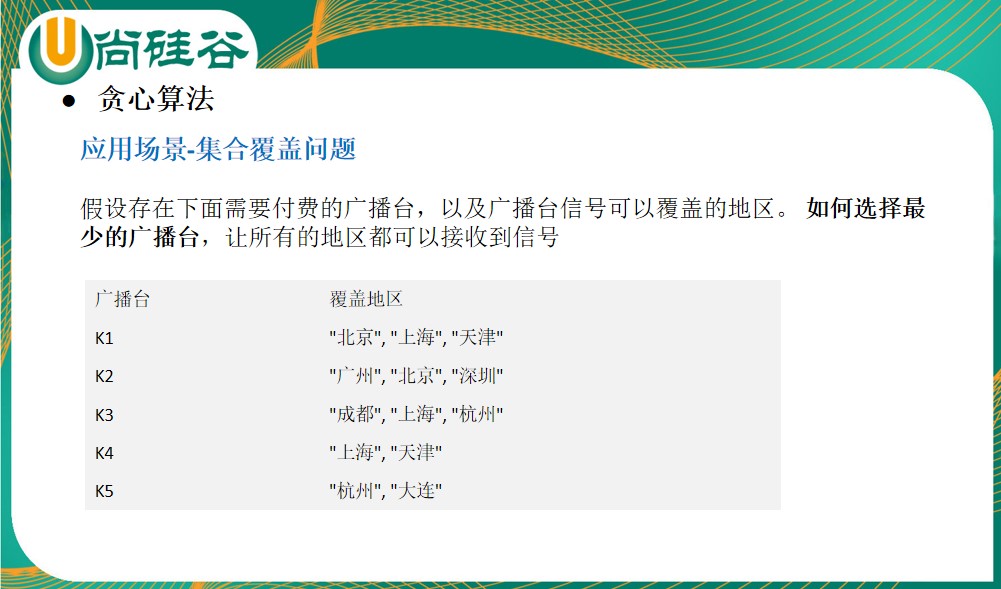 尚硅谷
● 贪心算法
应用场景-集合覆盖问题
假设存在下面需要付费的广播台，以及广播台信号可以覆盖的地区。 如何选择最
少的广播台，让所有的地区都可以接收到信号
广播台 覆盖地区
K1 "北京", "上海", "天津"
K2 "广州", "北京", "深圳"
K3 "成都", "上海", "杭州"
K4 "上海", "天津"
K5 "杭州", "大连"